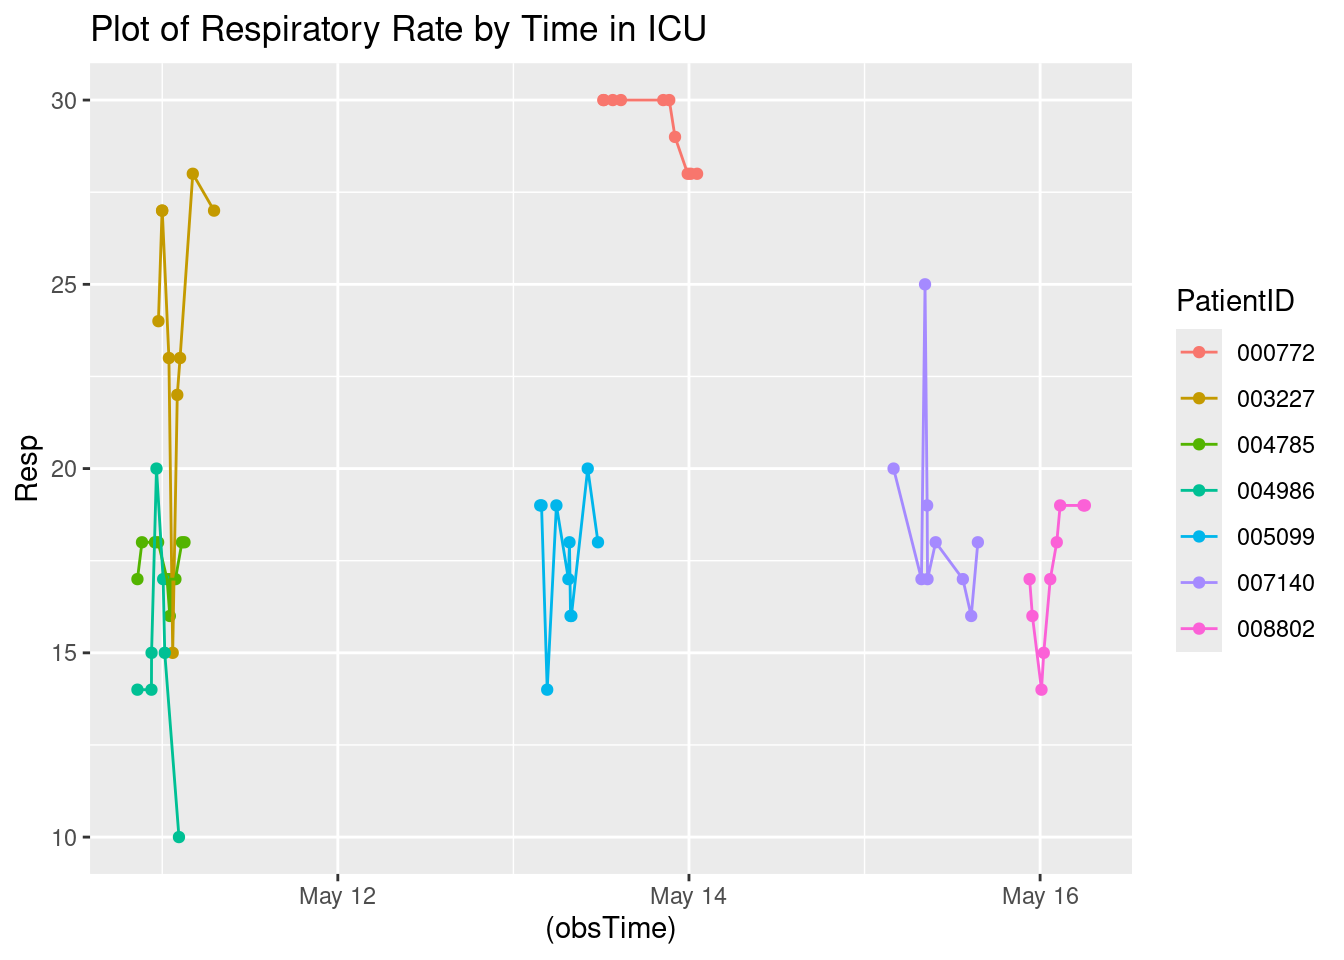 Plot of Respiratory Rate by Time in ICU
Resp
30
25
20
15
10
May 12
May 14
May 16
(obsTime)
PatientID
000772
003227
004785
004986
005099
007140
008802